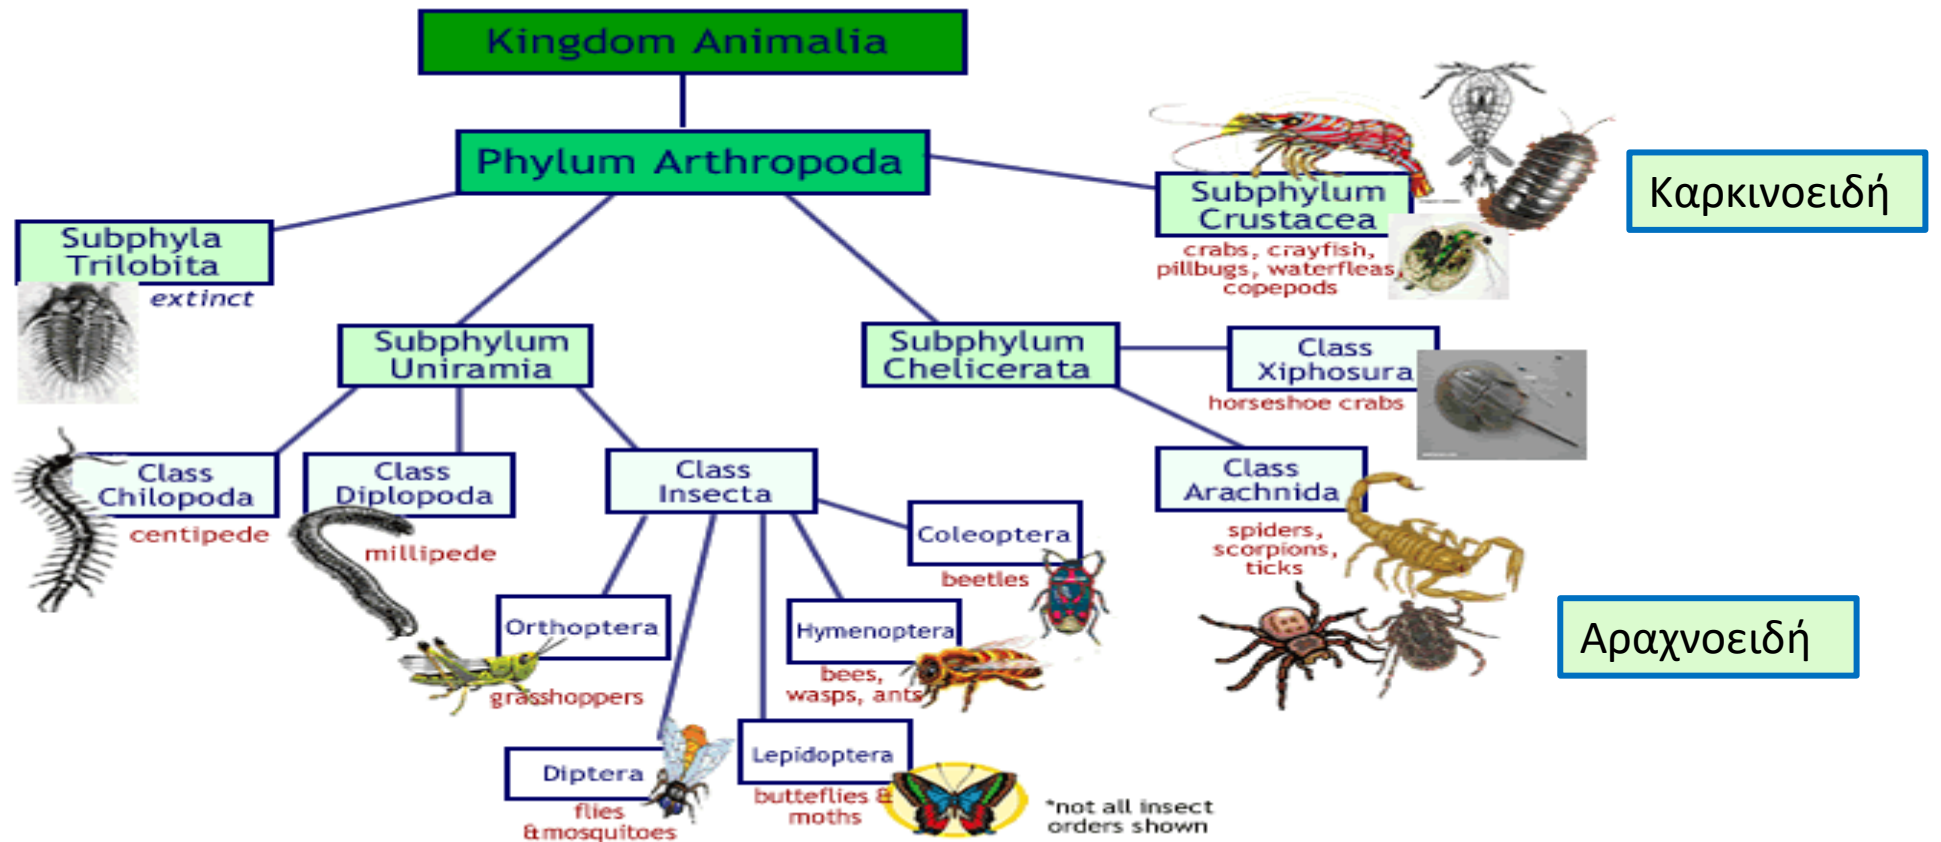 Kingdom Animalia
Phylum Arthropoda
Subphylum
Crustacea
crabs, crayfish,
pillbugs, waterfleas,
copepods
Καρκινοειδή
Subphyla
Trilobita
extinct
Subphylum
Uniramia
Subphylum
Chelicerata
Class
Xiphosura
horseshoe crabs
Class
Chilopoda
centipede
Class
Diplopoda
millipede
Class
Insecta
Class
Arachnida
spiders,
scorpions,
ticks
Αραχνοειδή
Coleoptera
beetles
Orthoptera
grasshoppers
Hymenoptera
bees,
wasps, ants
Diptera
flies
&mosquitoes
Lepidoptera
butteflies &
moths
*not all insect
orders shown